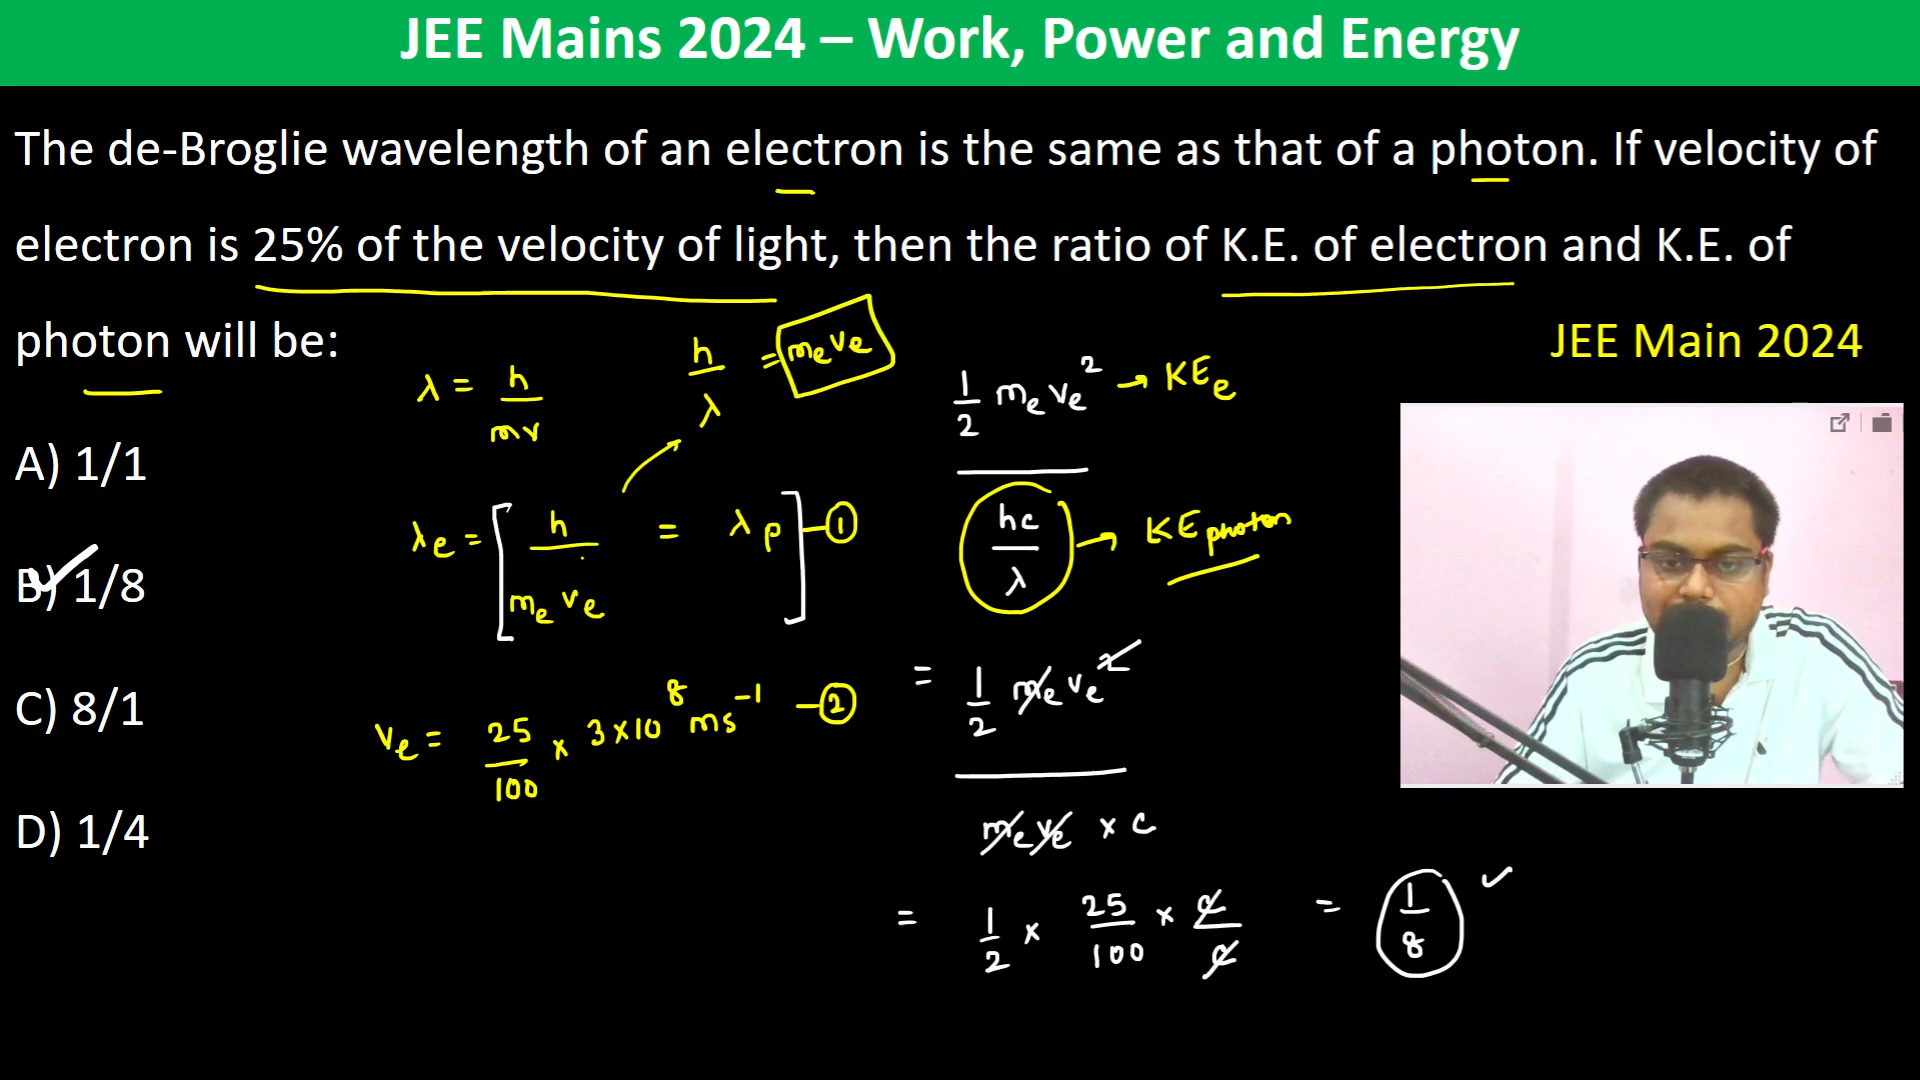 JEE Mains 2024 – Work, Power and Energy
The de-Broglie wavelength of an electron is the same as that of a photon. If velocity of
electron is 25% of the velocity of light, then the ratio of K.E. of electron and K.E. of
photon will be:
JEE Main 2024
A) 1/1
B) 1/8
C) 8/1
D) 1/4
λ = h/mv
h/λ = mₑvₑ
λₑ = [h/mₑvₑ = λp] –①
vₑ = 25/100 × 3×10⁸ ms⁻¹ –②
1/2 mₑvₑ² → KEₑ
hc/λ → KE photon
= 1/2 mₑvₑ²
mₑvₑ × c
= 1/2 × 25/100 × c/c = 1/8